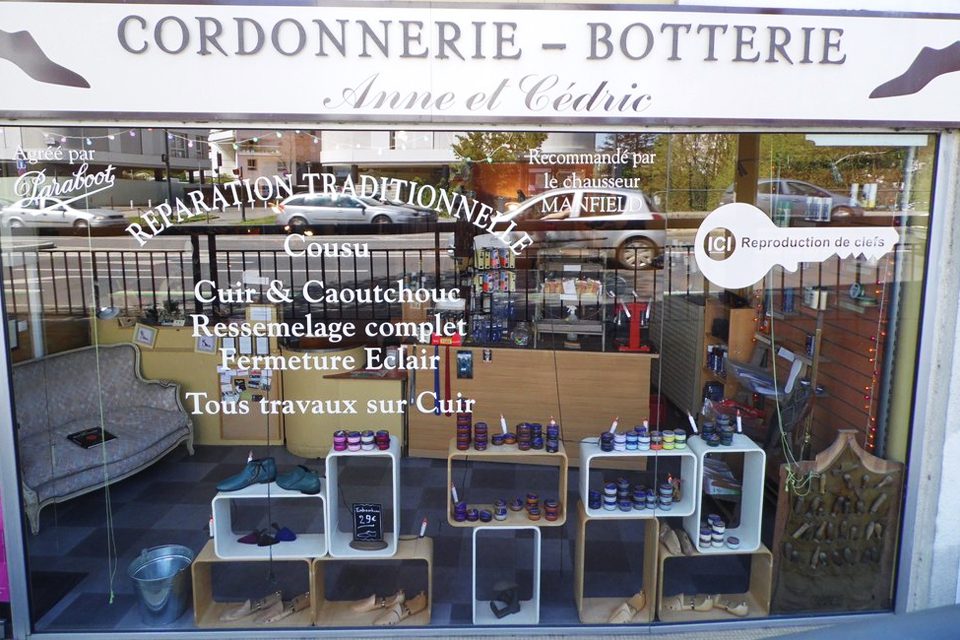 CORDONNERIE – BOTTERIE
Anne et Cédric
Agréé par
Paraboot
Recommandé par
le chausseur
MANFIELD
REPARATION TRADITIONNELLE
ICI Reproduction de clefs
Cousu
Cuir & Caoutchouc
Ressemelage complet
Fermeture Eclair
Tous travaux sur Cuir
29€